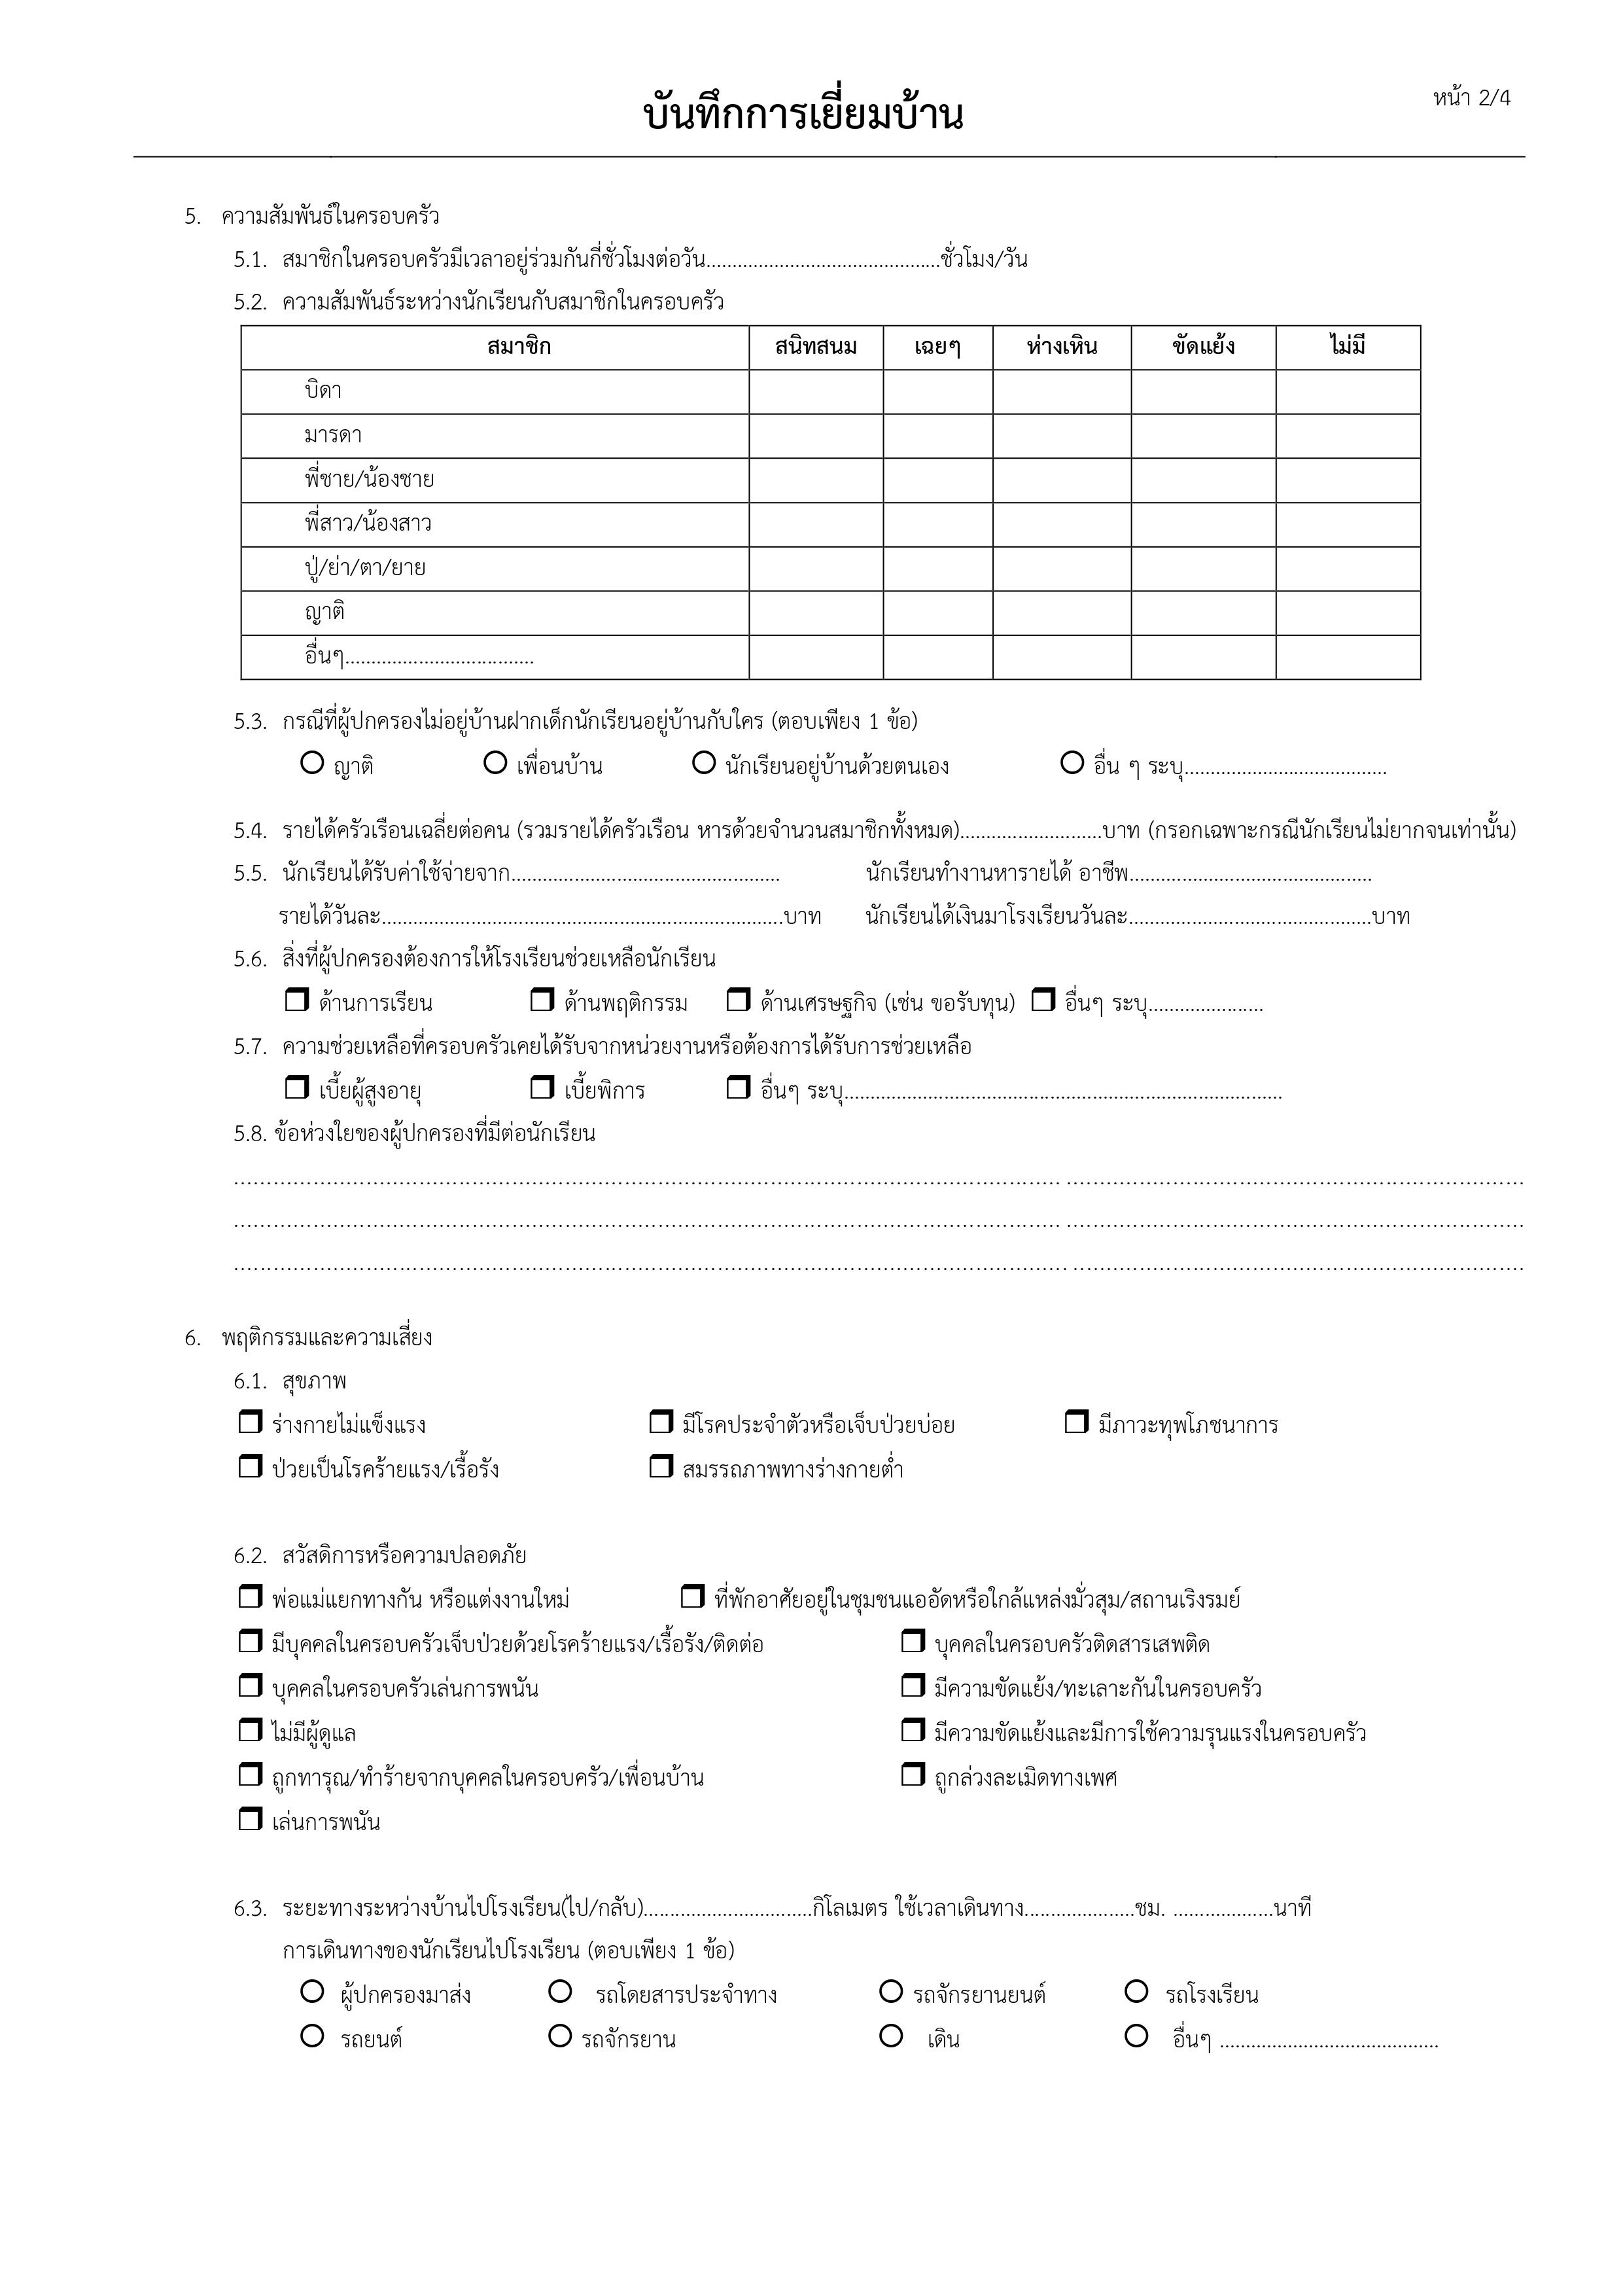 หน้า 2/4
บันทึกการเยี่ยมบ้าน
5. ความสัมพันธ์ในครอบครัว
5.1. สมาชิกในครอบครัวมีเวลาอยู่ร่วมกันกี่ชั่วโมงต่อวัน.............................................ชั่วโมง/วัน
5.2. ความสัมพันธ์ระหว่างนักเรียนกับสมาชิกในครอบครัว
สมาชิก สนิทสนม เฉยๆ ห่างเหิน ขัดแย้ง ไม่มี
บิดา
มารดา
พี่ชาย/น้องชาย
พี่สาว/น้องสาว
ปู่/ย่า/ตา/ยาย
ญาติ
อื่นๆ....................................
5.3. กรณีที่ผู้ปกครองไม่อยู่บ้านฝากเด็กนักเรียนอยู่บ้านกับใคร (ตอบเพียง 1 ข้อ)
ญาติ เพื่อนบ้าน นักเรียนอยู่บ้านด้วยตนเอง อื่น ๆ ระบุ.......................................
5.4. รายได้ครัวเรือนเฉลี่ยต่อคน (รวมรายได้ครัวเรือน หารด้วยจำนวนสมาชิกทั้งหมด)...........................บาท (กรอกเฉพาะกรณีนักเรียนไม่ยากจนเท่านั้น)
5.5. นักเรียนได้รับค่าใช้จ่ายจาก................................................... นักเรียนทำงานหารายได้ อาชีพ..............................................
รายได้วันละ............................................................................บาท นักเรียนได้เงินมาโรงเรียนวันละ..............................................บาท
5.6. สิ่งที่ผู้ปกครองต้องการให้โรงเรียนช่วยเหลือนักเรียน
ด้านการเรียน ด้านพฤติกรรม ด้านเศรษฐกิจ (เช่น ขอรับทุน) อื่นๆ ระบุ......................
5.7. ความช่วยเหลือที่ครอบครัวเคยได้รับจากหน่วยงานหรือต้องการได้รับการช่วยเหลือ
เบี้ยผู้สูงอายุ เบี้ยพิการ อื่นๆ ระบุ...................................................................................
5.8. ข้อห่วงใยของผู้ปกครองที่มีต่อนักเรียน
6. พฤติกรรมและความเสี่ยง
6.1. สุขภาพ
ร่างกายไม่แข็งแรง มีโรคประจำตัวหรือเจ็บป่วยบ่อย มีภาวะทุพโภชนาการ
ป่วยเป็นโรคร้ายแรง/เรื้อรัง สมรรถภาพทางร่างกายต่ำ
6.2. สวัสดิการหรือความปลอดภัย
พ่อแม่แยกทางกัน หรือแต่งงานใหม่ ที่พักอาศัยอยู่ในชุมชนแออัดหรือใกล้แหล่งมั่วสุม/สถานเริงรมย์
มีบุคคลในครอบครัวเจ็บป่วยด้วยโรคร้ายแรง/เรื้อรัง/ติดต่อ บุคคลในครอบครัวติดสารเสพติด
บุคคลในครอบครัวเล่นการพนัน มีความขัดแย้ง/ทะเลาะกันในครอบครัว
ไม่มีผู้ดูแล มีความขัดแย้งและมีการใช้ความรุนแรงในครอบครัว
ถูกทารุณ/ทำร้ายจากบุคคลในครอบครัว/เพื่อนบ้าน ถูกล่วงละเมิดทางเพศ
เล่นการพนัน
6.3. ระยะทางระหว่างบ้านไปโรงเรียน(ไป/กลับ)................................กิโลเมตร ใช้เวลาเดินทาง.....................ชม. ...................นาที
การเดินทางของนักเรียนไปโรงเรียน (ตอบเพียง 1 ข้อ)
ผู้ปกครองมาส่ง รถโดยสารประจำทาง รถจักรยานยนต์ รถโรงเรียน
รถยนต์ รถจักรยาน เดิน อื่นๆ ..........................................